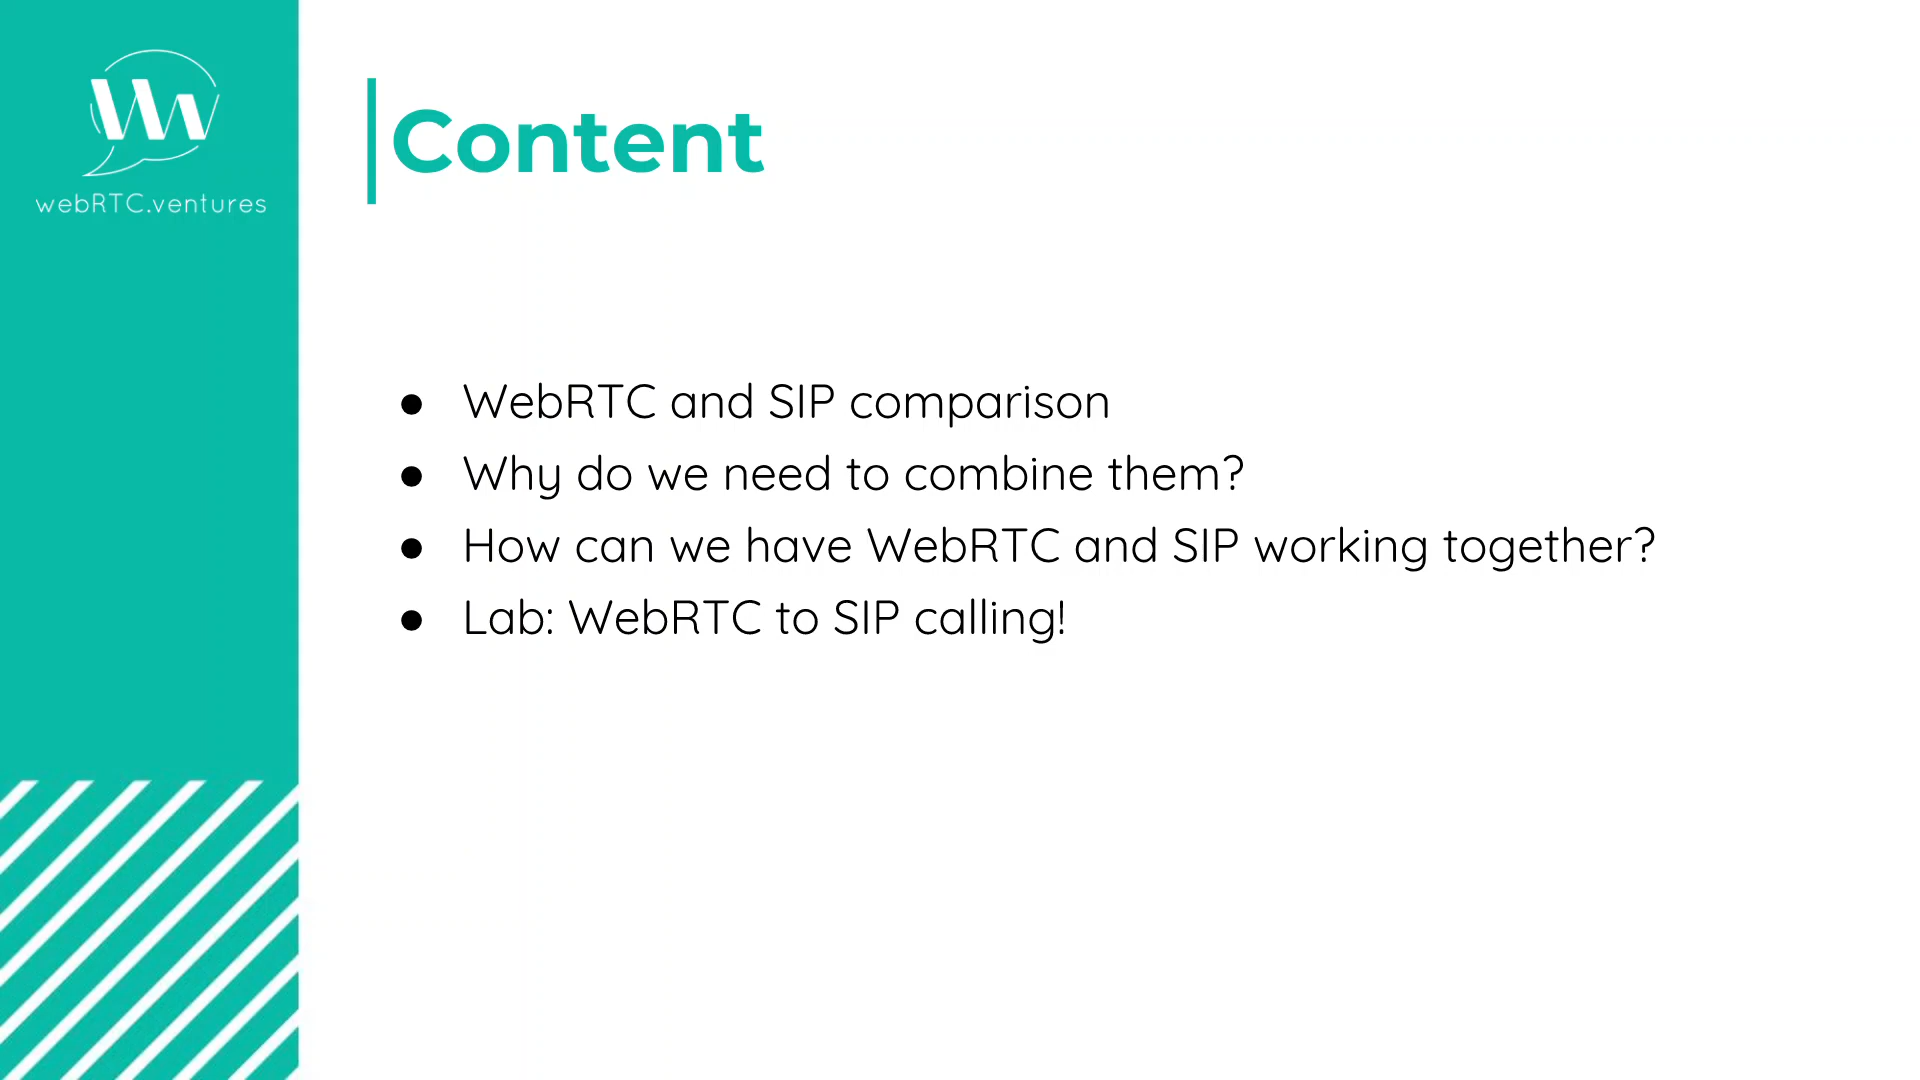 webRTC.ventures
Content
● WebRTC and SIP comparison
● Why do we need to combine them?
● How can we have WebRTC and SIP working together?
● Lab: WebRTC to SIP calling!